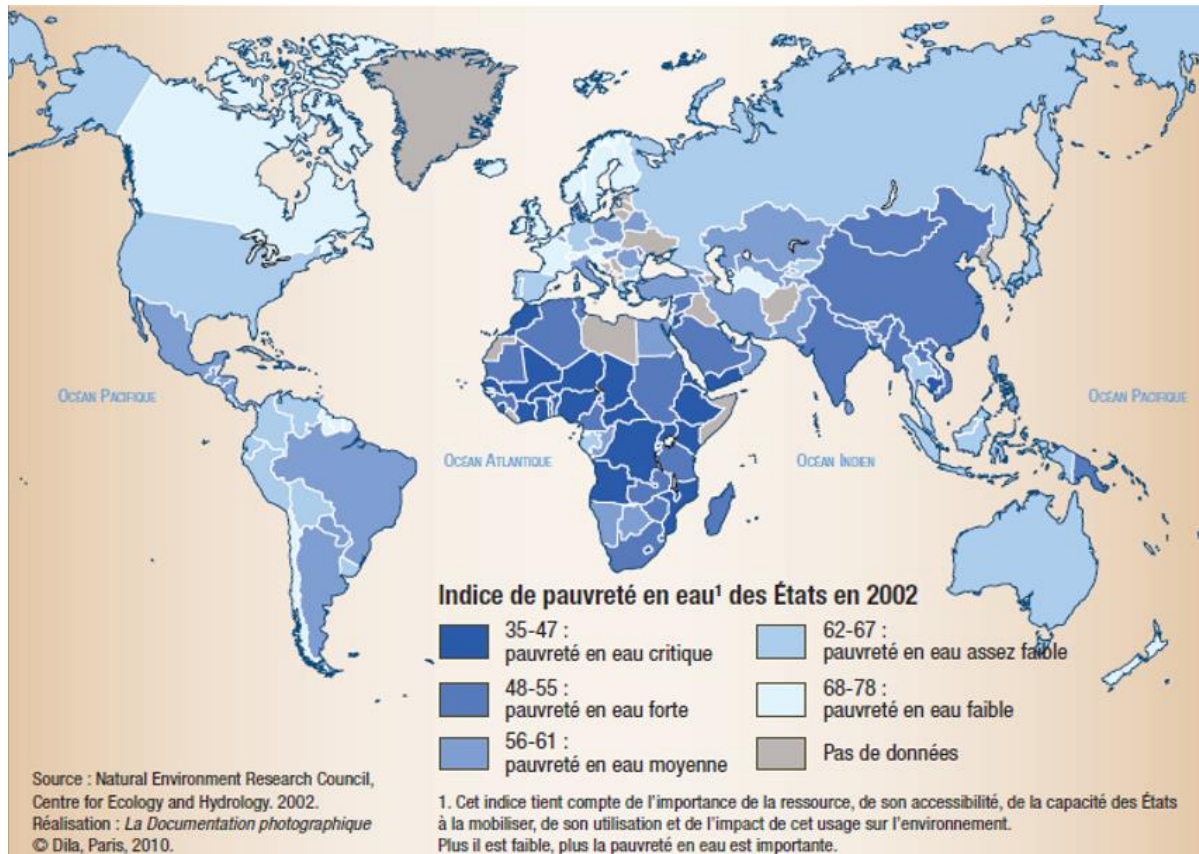 OCÉAN PACIFIQUE
OCÉAN ATLANTIQUE
OCÉAN INDIEN
OCÉAN PACIFIQUE
Indice de pauvreté en eau¹ des États en 2002
35-47 :
pauvreté en eau critique
48-55 :
pauvreté en eau forte
56-61 :
pauvreté en eau moyenne
62-67 :
pauvreté en eau assez faible
68-78 :
pauvreté en eau faible
Pas de données
Source : Natural Environment Research Council,
Centre for Ecology and Hydrology. 2002.
Réalisation : La Documentation photographique
© Dila, Paris, 2010.
1. Cet indice tient compte de l'importance de la ressource, de son accessibilité, de la capacité des États
à la mobiliser, de son utilisation et de l'impact de cet usage sur l'environnement.
Plus il est faible, plus la pauvreté en eau est importante.